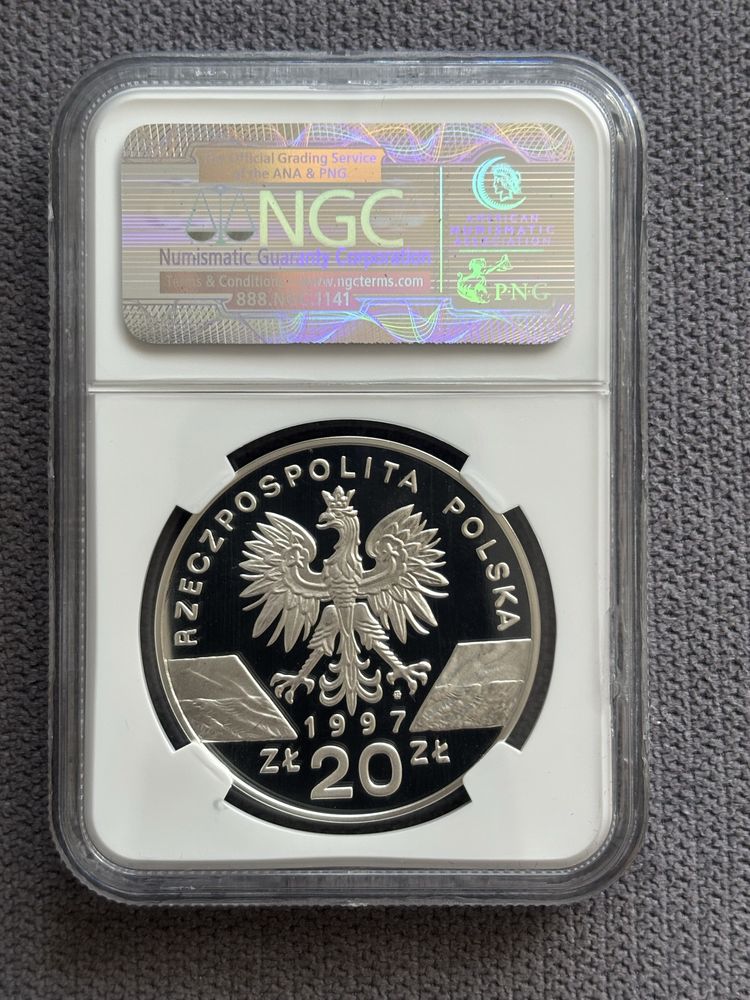 The Official Grading Service
of the ANA & PNG
NGC
Numismatic Guaranty Corporation
Terms & Conditions: www.ngcterms.com
888.NGC.1141
AMERICAN
NUMISMATIC
ASSOCIATION
P·N·G
RZECZPOSPOLITA POLSKA
1997
ZŁ 20 ZŁ